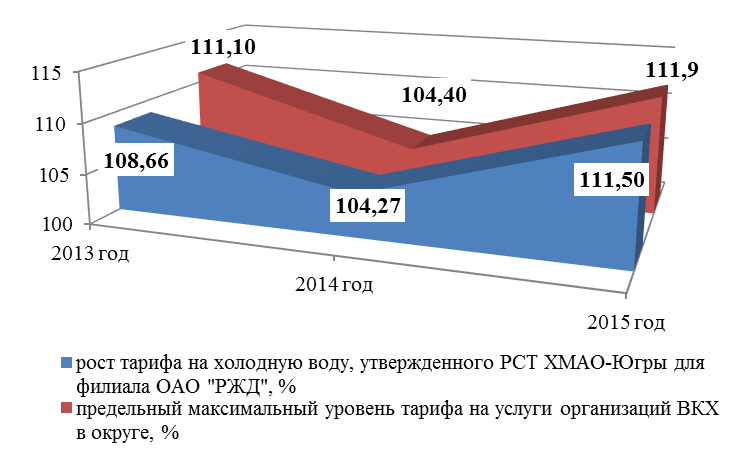 111,10
111,9
115
104,40
110
108,66
111,50
105
104,27
100
2013 год
2014 год
2015 год
рост тарифа на холодную воду, утвержденного РСТ ХМАО-Югры для
филиала ОАО "РЖД", %
предельный максимальный уровень тарифа на услуги организаций ВКХ
в округе, %